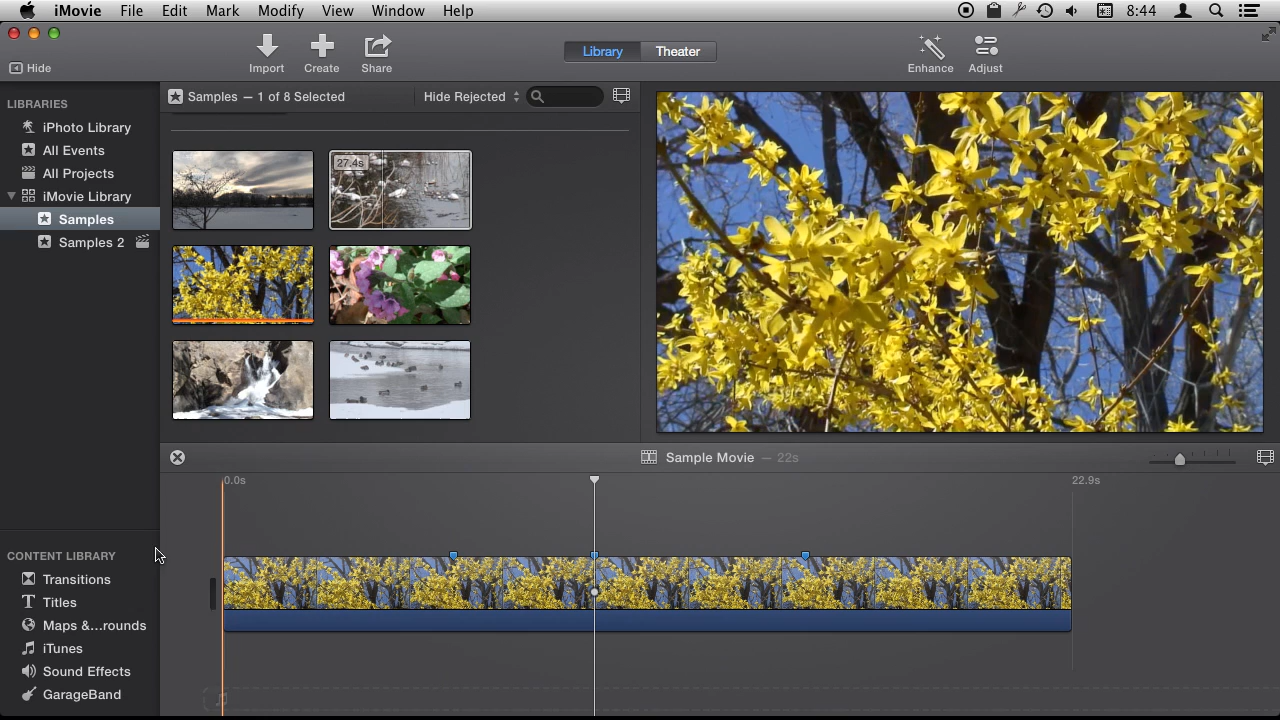 iMovie File Edit Mark Modify View Window Help 8:44
Hide Import Create Share Library Theater Enhance Adjust
LIBRARIES
iPhoto Library
All Events
All Projects
iMovie Library
Samples
Samples 2
Samples — 1 of 8 Selected Hide Rejected
27.4s
Sample Movie — 22s
0.0s 22.9s
CONTENT LIBRARY
Transitions
Titles
Maps &...rounds
iTunes
Sound Effects
GarageBand